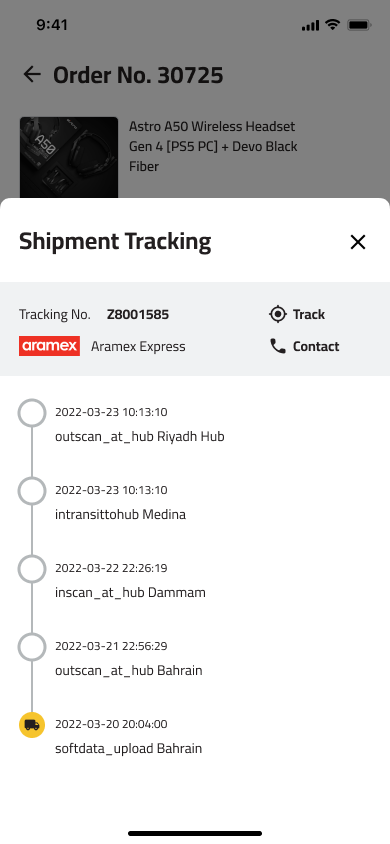 9:41
Order No. 30725
Astro A50 Wireless Headset
Gen 4 [PS5 PC] + Devo Black
Fiber
A50
Shipment Tracking
Tracking No. Z8001585
Track
aramex Aramex Express
Contact
2022-03-23 10:13:10
outscan_at_hub Riyadh Hub
2022-03-23 10:13:10
intransittohub Medina
2022-03-22 22:26:19
inscan_at_hub Dammam
2022-03-21 22:56:29
outscan_at_hub Bahrain
2022-03-20 20:04:00
softdata_upload Bahrain